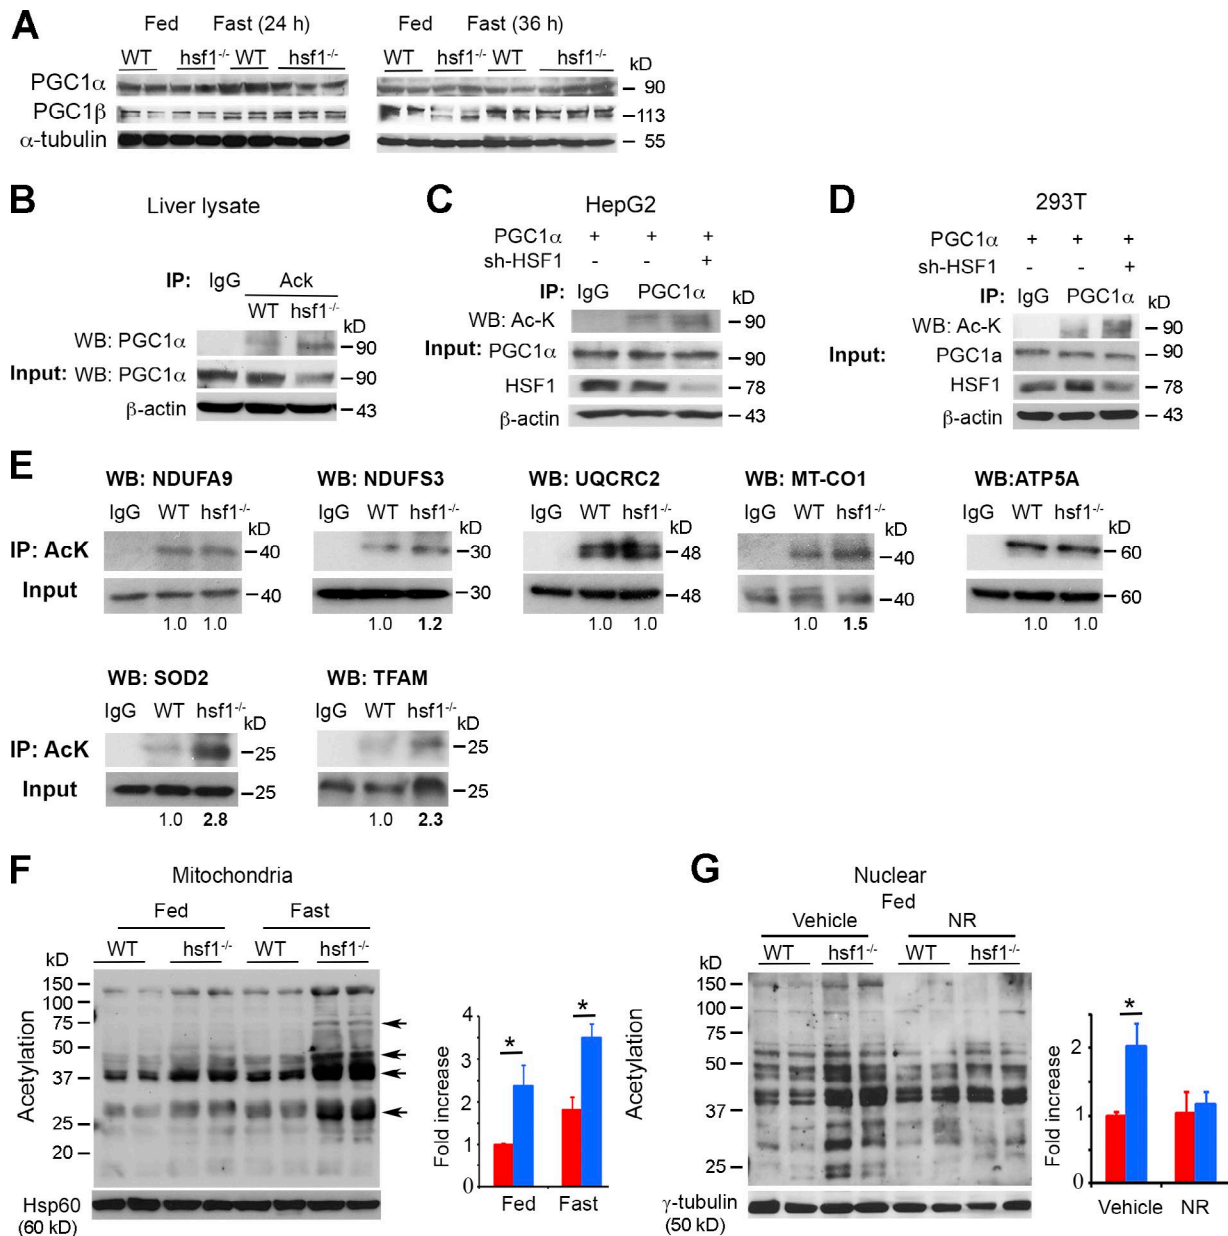 A
Fed Fast (24 h) Fed Fast (36 h)
WT hsf1-/- WT hsf1-/- WT hsf1-/- WT hsf1-/- kD
PGC1α 90
PGC1β 113
α-tubulin 55
B
Liver lysate
IP: IgG Ack
WT hsf1-/- kD
WB: PGC1α 90
Input: WB: PGC1α 90
β-actin 43
C
HepG2
PGC1α + + +
sh-HSF1 - - +
IP: IgG PGC1α kD
WB: Ac-K 90
Input: PGC1α 90
HSF1 78
β-actin 43
D
293T
PGC1α + + +
sh-HSF1 - - +
IP: IgG PGC1α kD
WB: Ac-K 90
Input: PGC1a 90
HSF1 78
β-actin 43
E
WB: NDUFA9 WB: NDUFS3 WB: UQCRC2 WB: MT-CO1 WB:ATP5A
IgG WT hsf1-/- IgG WT hsf1-/- IgG WT hsf1-/- IgG WT hsf1-/- IgG WT hsf1-/-
kD kD kD kD kD
IP: AcK 40 30 48 40 60
Input 40 30 48 40 60
1.0 1.0 1.0 1.2 1.0 1.0 1.0 1.5 1.0 1.0
WB: SOD2 WB: TFAM
IgG WT hsf1-/- IgG WT hsf1-/-
kD kD
IP: AcK 25 25
Input 25 25
1.0 2.8 1.0 2.3
F
Mitochondria
Fed Fast
WT hsf1-/- WT hsf1-/-
kD
150
100
75
50
37
25
20
Acetylation
Hsp60
(60 kD)
Fold increase
4
3
2
1
0
* *
Fed Fast
G
Nuclear
Fed
Vehicle NR
WT hsf1-/- WT hsf1-/-
kD
150
100
75
50
37
25
Acetylation
γ-tubulin
(50 kD)
Fold increase
2
1
0
*
Vehicle NR